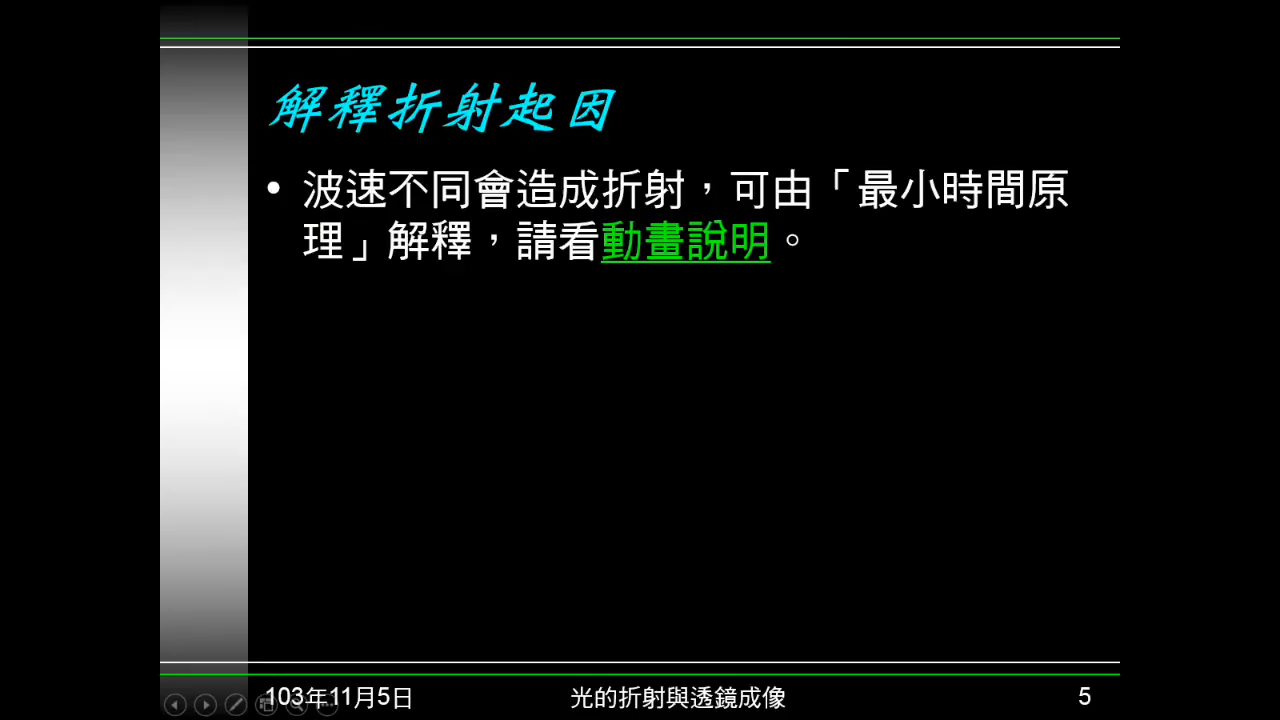 解釋折射起因
• 波速不同會造成折射，可由「最小時間原
理」解釋，請看動畫說明。
103年11月5日
光的折射與透鏡成像
5